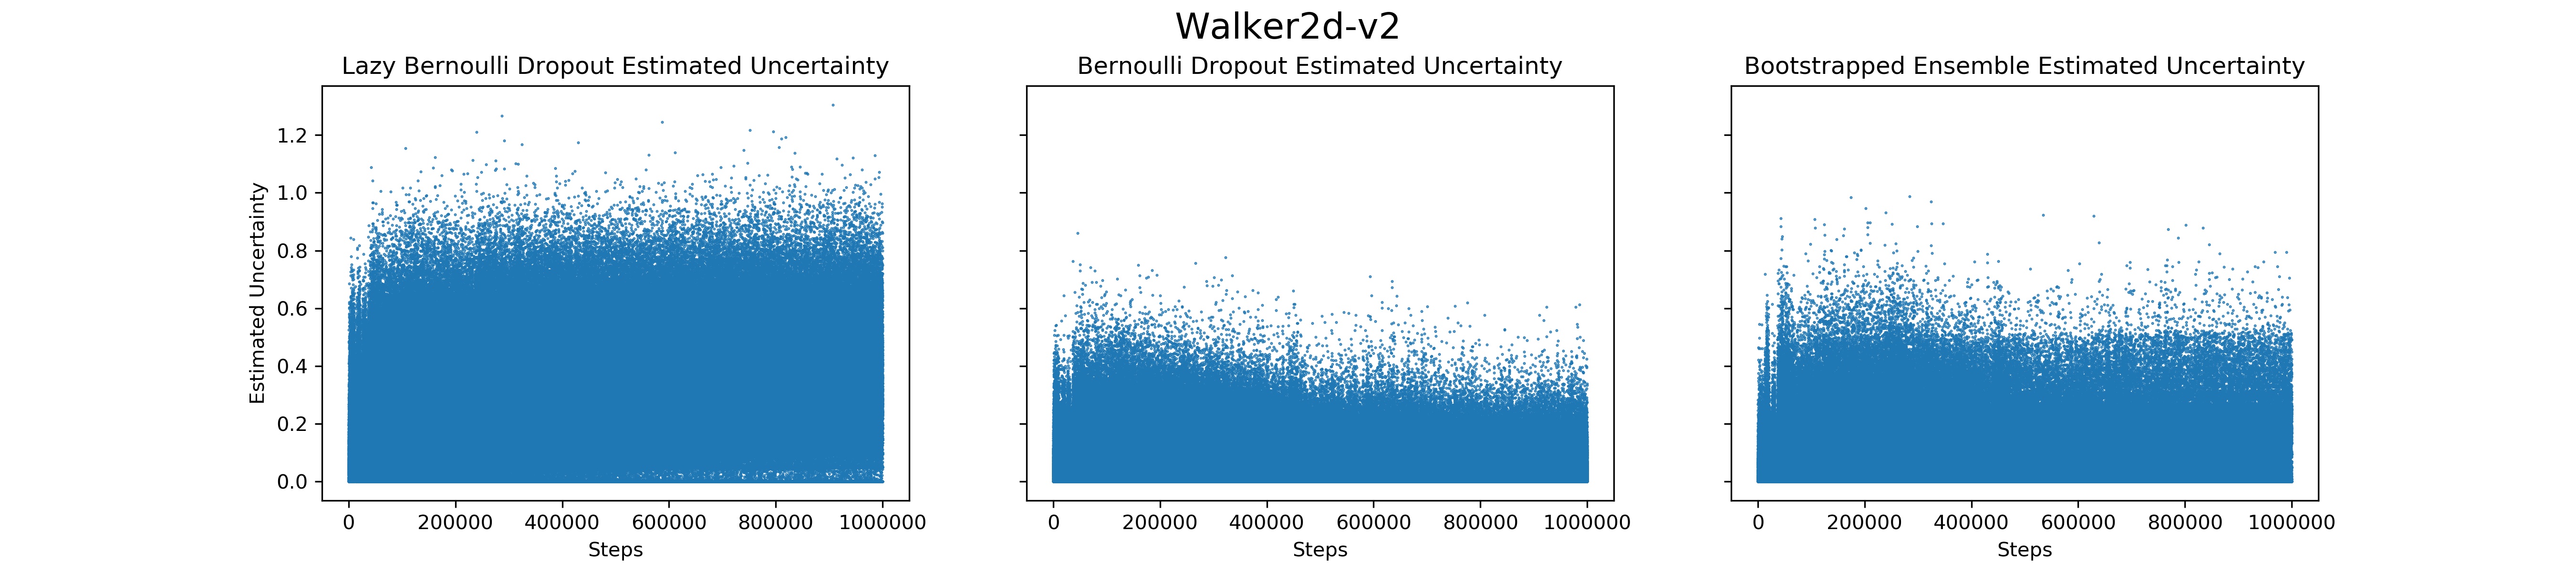 Walker2d-v2
Lazy Bernoulli Dropout Estimated Uncertainty
Bernoulli Dropout Estimated Uncertainty
Bootstrapped Ensemble Estimated Uncertainty
Estimated Uncertainty
1.2
1.0
0.8
0.6
0.4
0.2
0.0
0 200000 400000 600000 800000 1000000
0 200000 400000 600000 800000 1000000
0 200000 400000 600000 800000 1000000
Steps
Steps
Steps